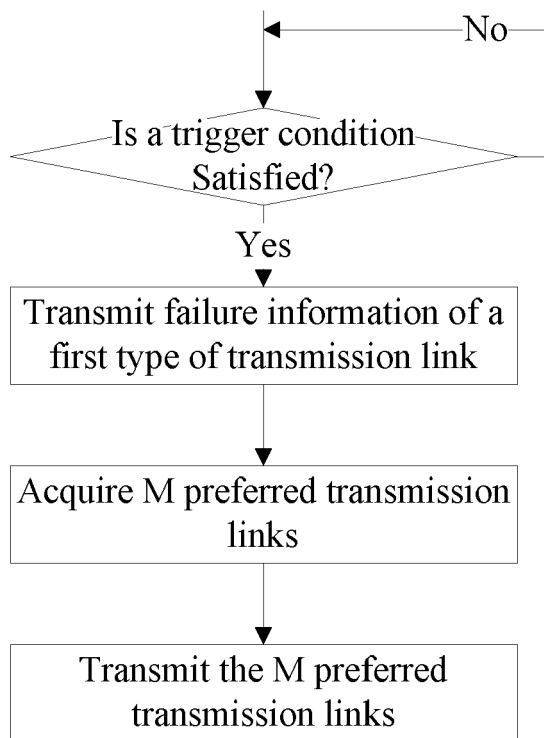 No
Is a trigger condition
Satisfied?
Yes
Transmit failure information of a
first type of transmission link
Acquire M preferred transmission
links
Transmit the M preferred
transmission links